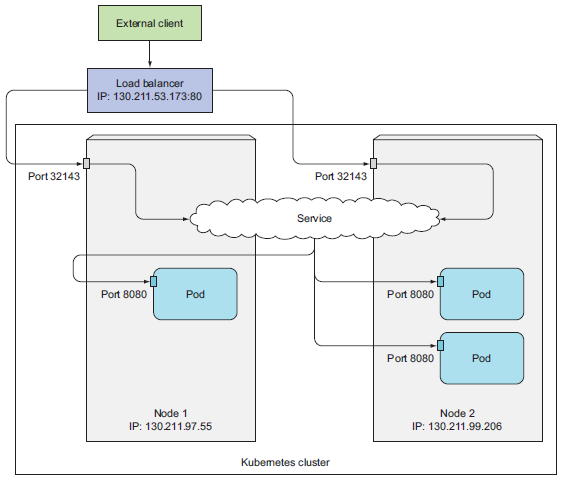 External client
Load balancer
IP: 130.211.53.173:80
Port 32143
Port 32143
Service
Port 8080
Pod
Port 8080
Pod
Port 8080
Pod
Node 1
IP: 130.211.97.55
Node 2
IP: 130.211.99.206
Kubernetes cluster